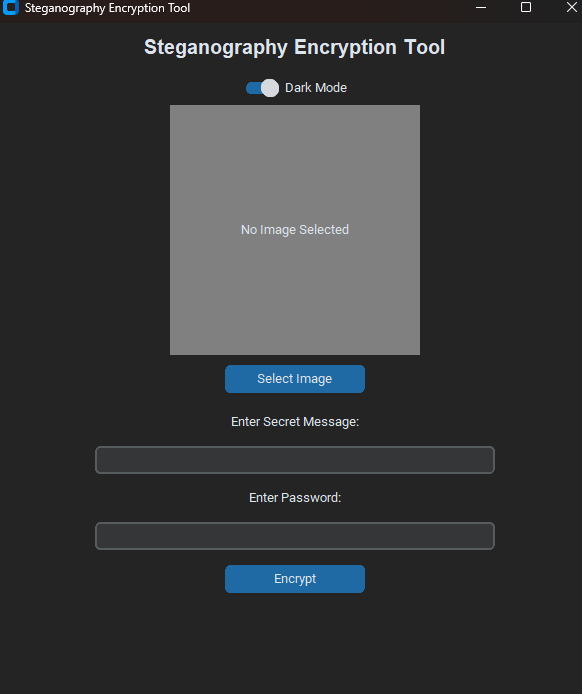 Steganography Encryption Tool
Steganography Encryption Tool
Dark Mode
No Image Selected
Select Image
Enter Secret Message:
Enter Password:
Encrypt